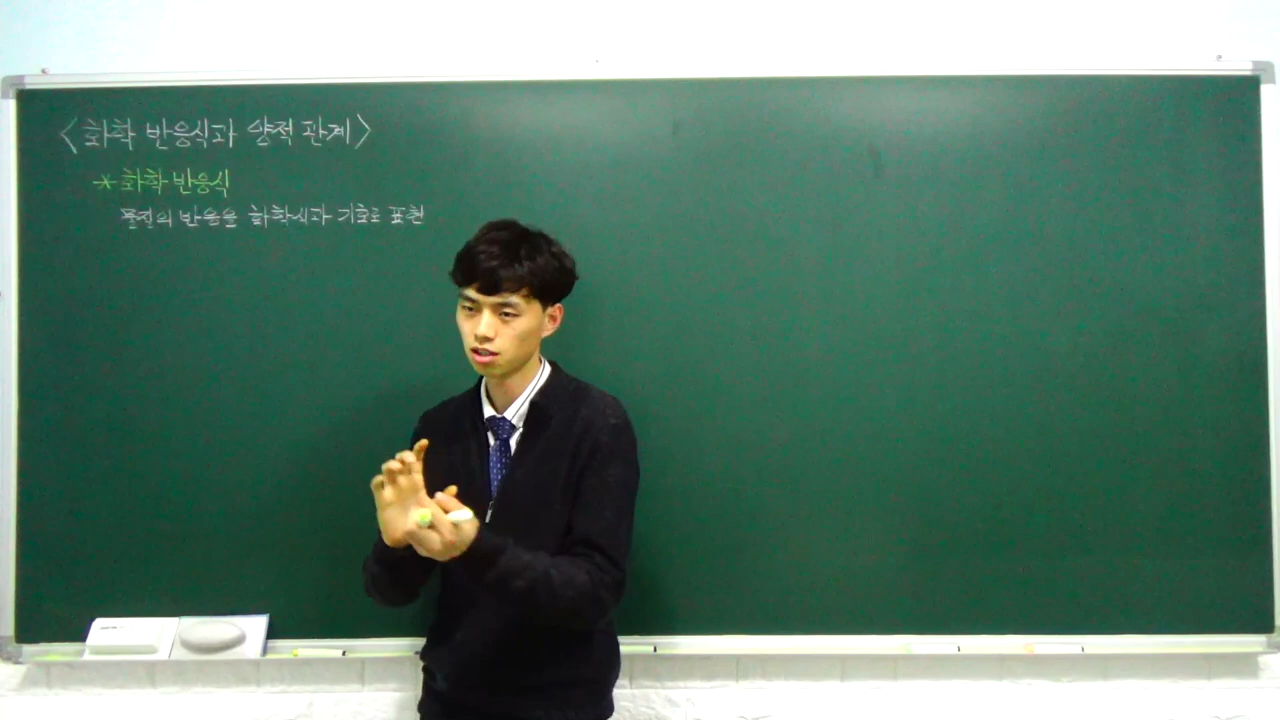 <화학 반응식과 양적 관계>
* 화학 반응식
물질의 반응을 화학식과 기호로 표현